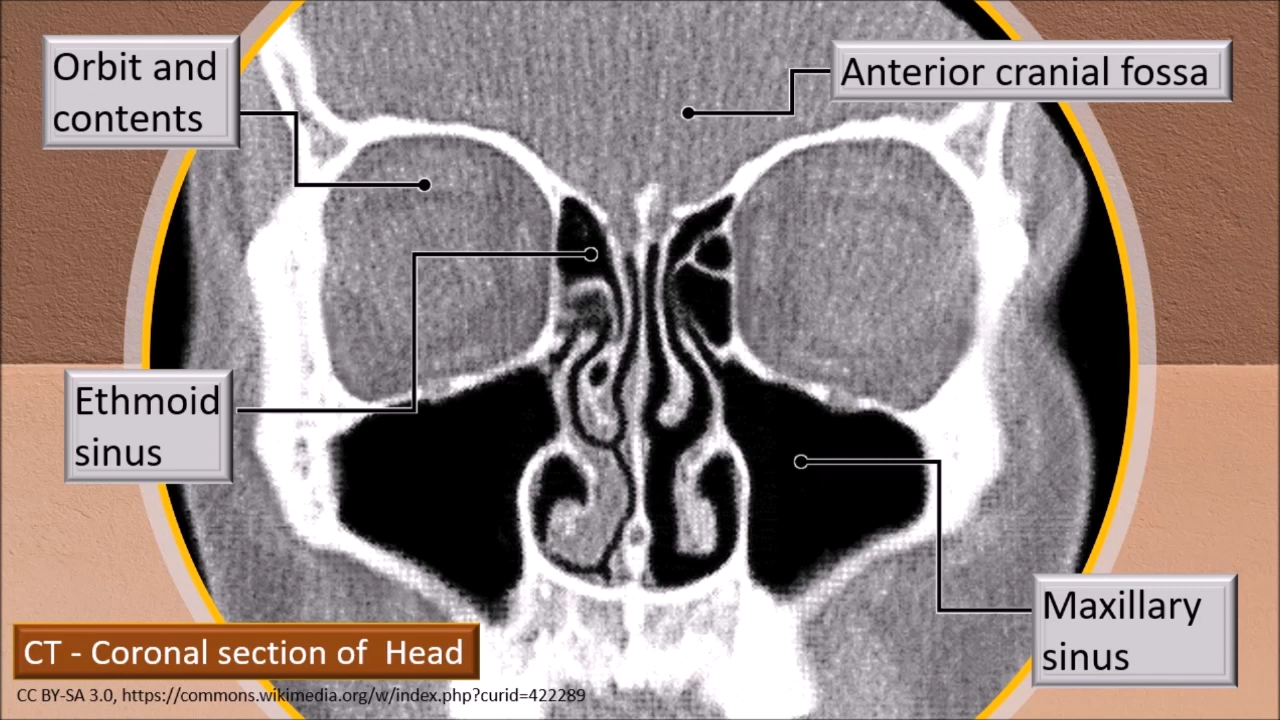 Orbit and
contents
Anterior cranial fossa
Ethmoid
sinus
Maxillary
sinus
CT - Coronal section of Head
CC BY-SA 3.0, https://commons.wikimedia.org/w/index.php?curid=422289